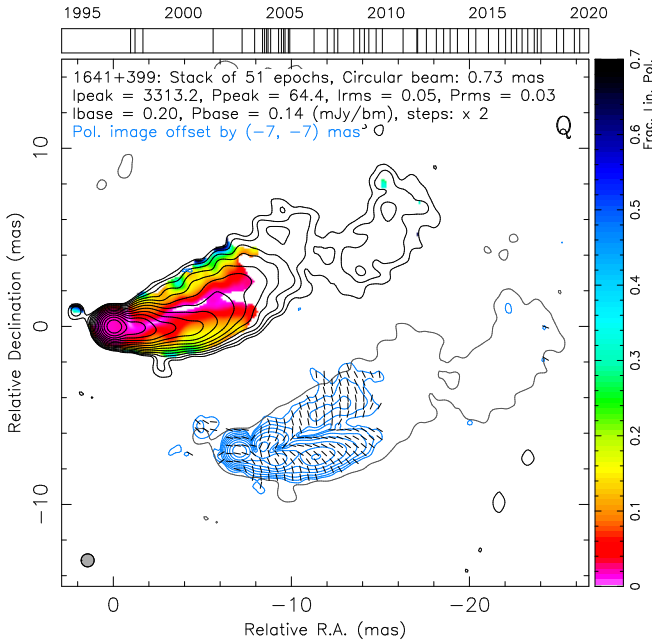 1995 2000 2005 2010 2015 2020
1641+399: Stack of 51 epochs, Circular beam: 0.73 mas
Ipeak = 3313.2, Ppeak = 64.4, Irms = 0.05, Prms = 0.03
Ibase = 0.20, Pbase = 0.14 (mJy/bm), steps: x 2
Pol. image offset by (−7, −7) mas
Q
Relative Declination (mas)
10
0
−10
0 −10 −20
Relative R.A. (mas)
Frac. Lin. Pol.
0.7
0.6
0.5
0.4
0.3
0.2
0.1
0